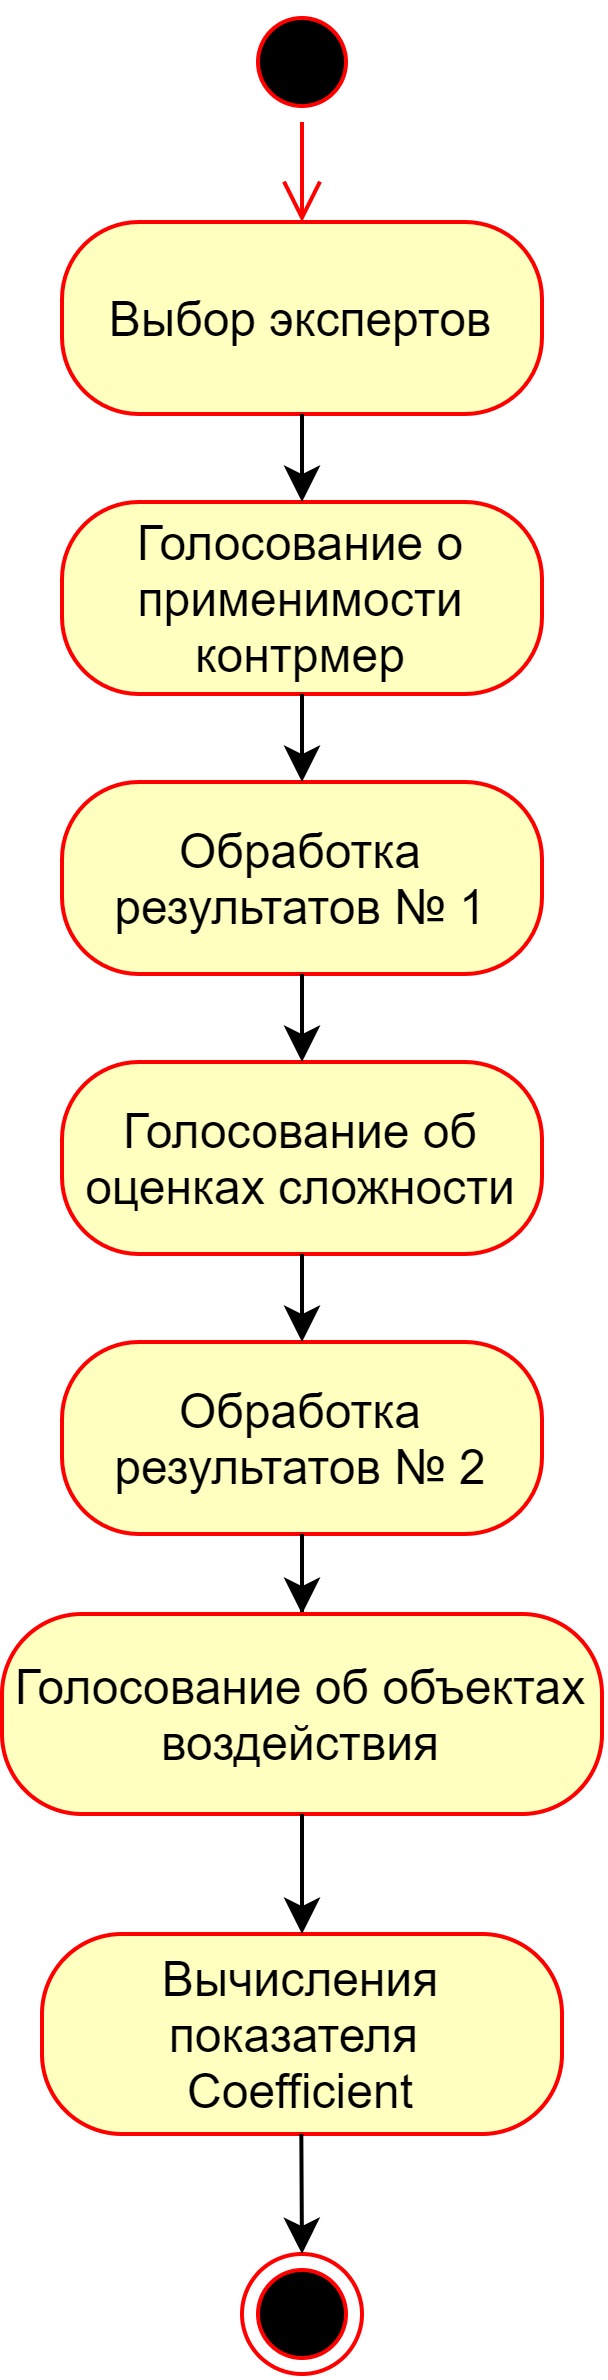 Выбор экспертов
Голосование о
применимости
контрмер
Обработка
результатов № 1
Голосование об
оценках сложности
Обработка
результатов № 2
Голосование об объектах
воздействия
Вычисления
показателя
Coefficient